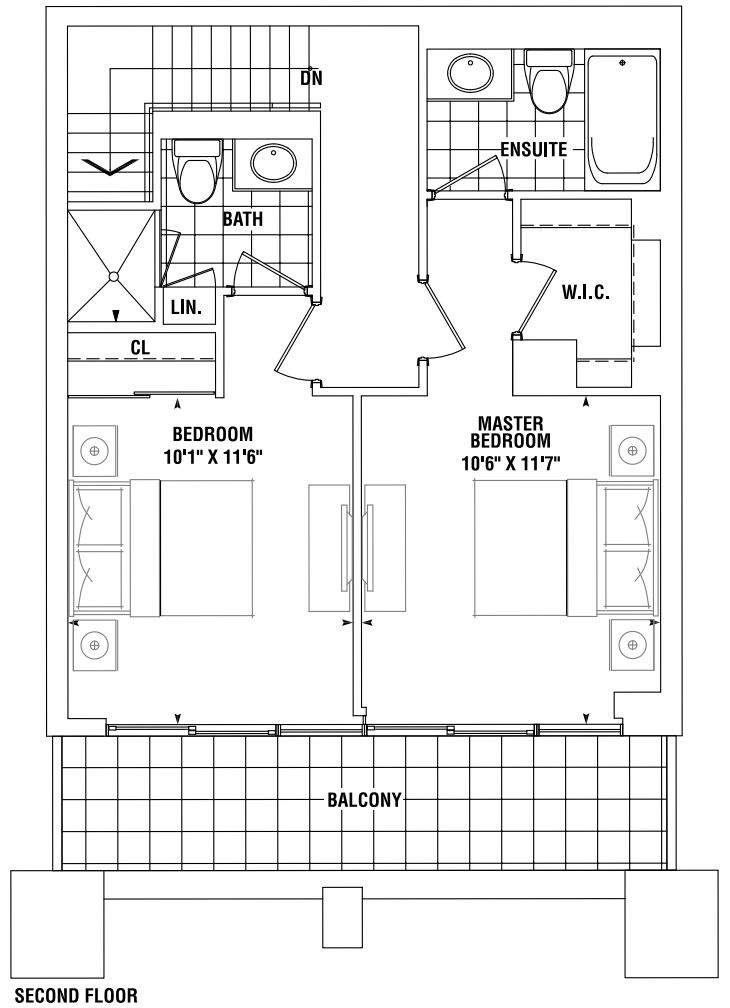 DN
ENSUITE
BATH
W.I.C.
LIN.
CL
BEDROOM
10'1" X 11'6"
MASTER
BEDROOM
10'6" X 11'7"
BALCONY
SECOND FLOOR